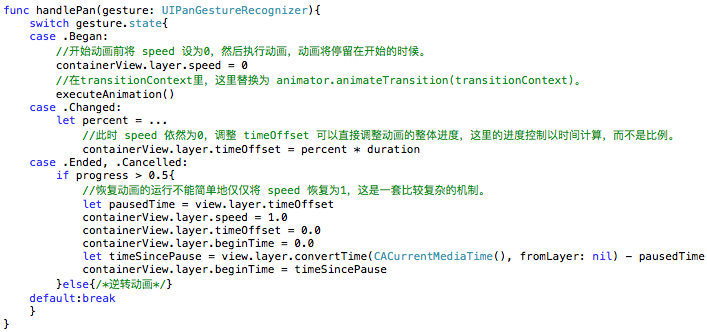 func handlePan(gesture: UIPanGestureRecognizer){
    switch gesture.state{
    case .Began:
        //开始动画前将 speed 设为0，然后执行动画，动画将停留在开始的时候。
        containerView.layer.speed = 0
        //在transitionContext里，这里替换为 animator.animateTransition(transitionContext)。
        executeAnimation()
    case .Changed:
        let percent = ...
            //此时 speed 依然为0，调整 timeOffset 可以直接调整动画的整体进度，这里的进度控制以时间计算，而不是比例。
            containerView.layer.timeOffset = percent * duration
    case .Ended, .Cancelled:
        if progress > 0.5{
            //恢复动画的运行不能简单地仅仅将 speed 恢复为1，这是一套比较复杂的机制。
            let pausedTime = view.layer.timeOffset
            containerView.layer.speed = 1.0
            containerView.layer.timeOffset = 0.0
            containerView.layer.beginTime = 0.0
            let timeSincePause = view.layer.convertTime(CACurrentMediaTime(), fromLayer: nil) - pausedTime
            containerView.layer.beginTime = timeSincePause
        }else{/*逆转动画*/}
    default:break
    }
}